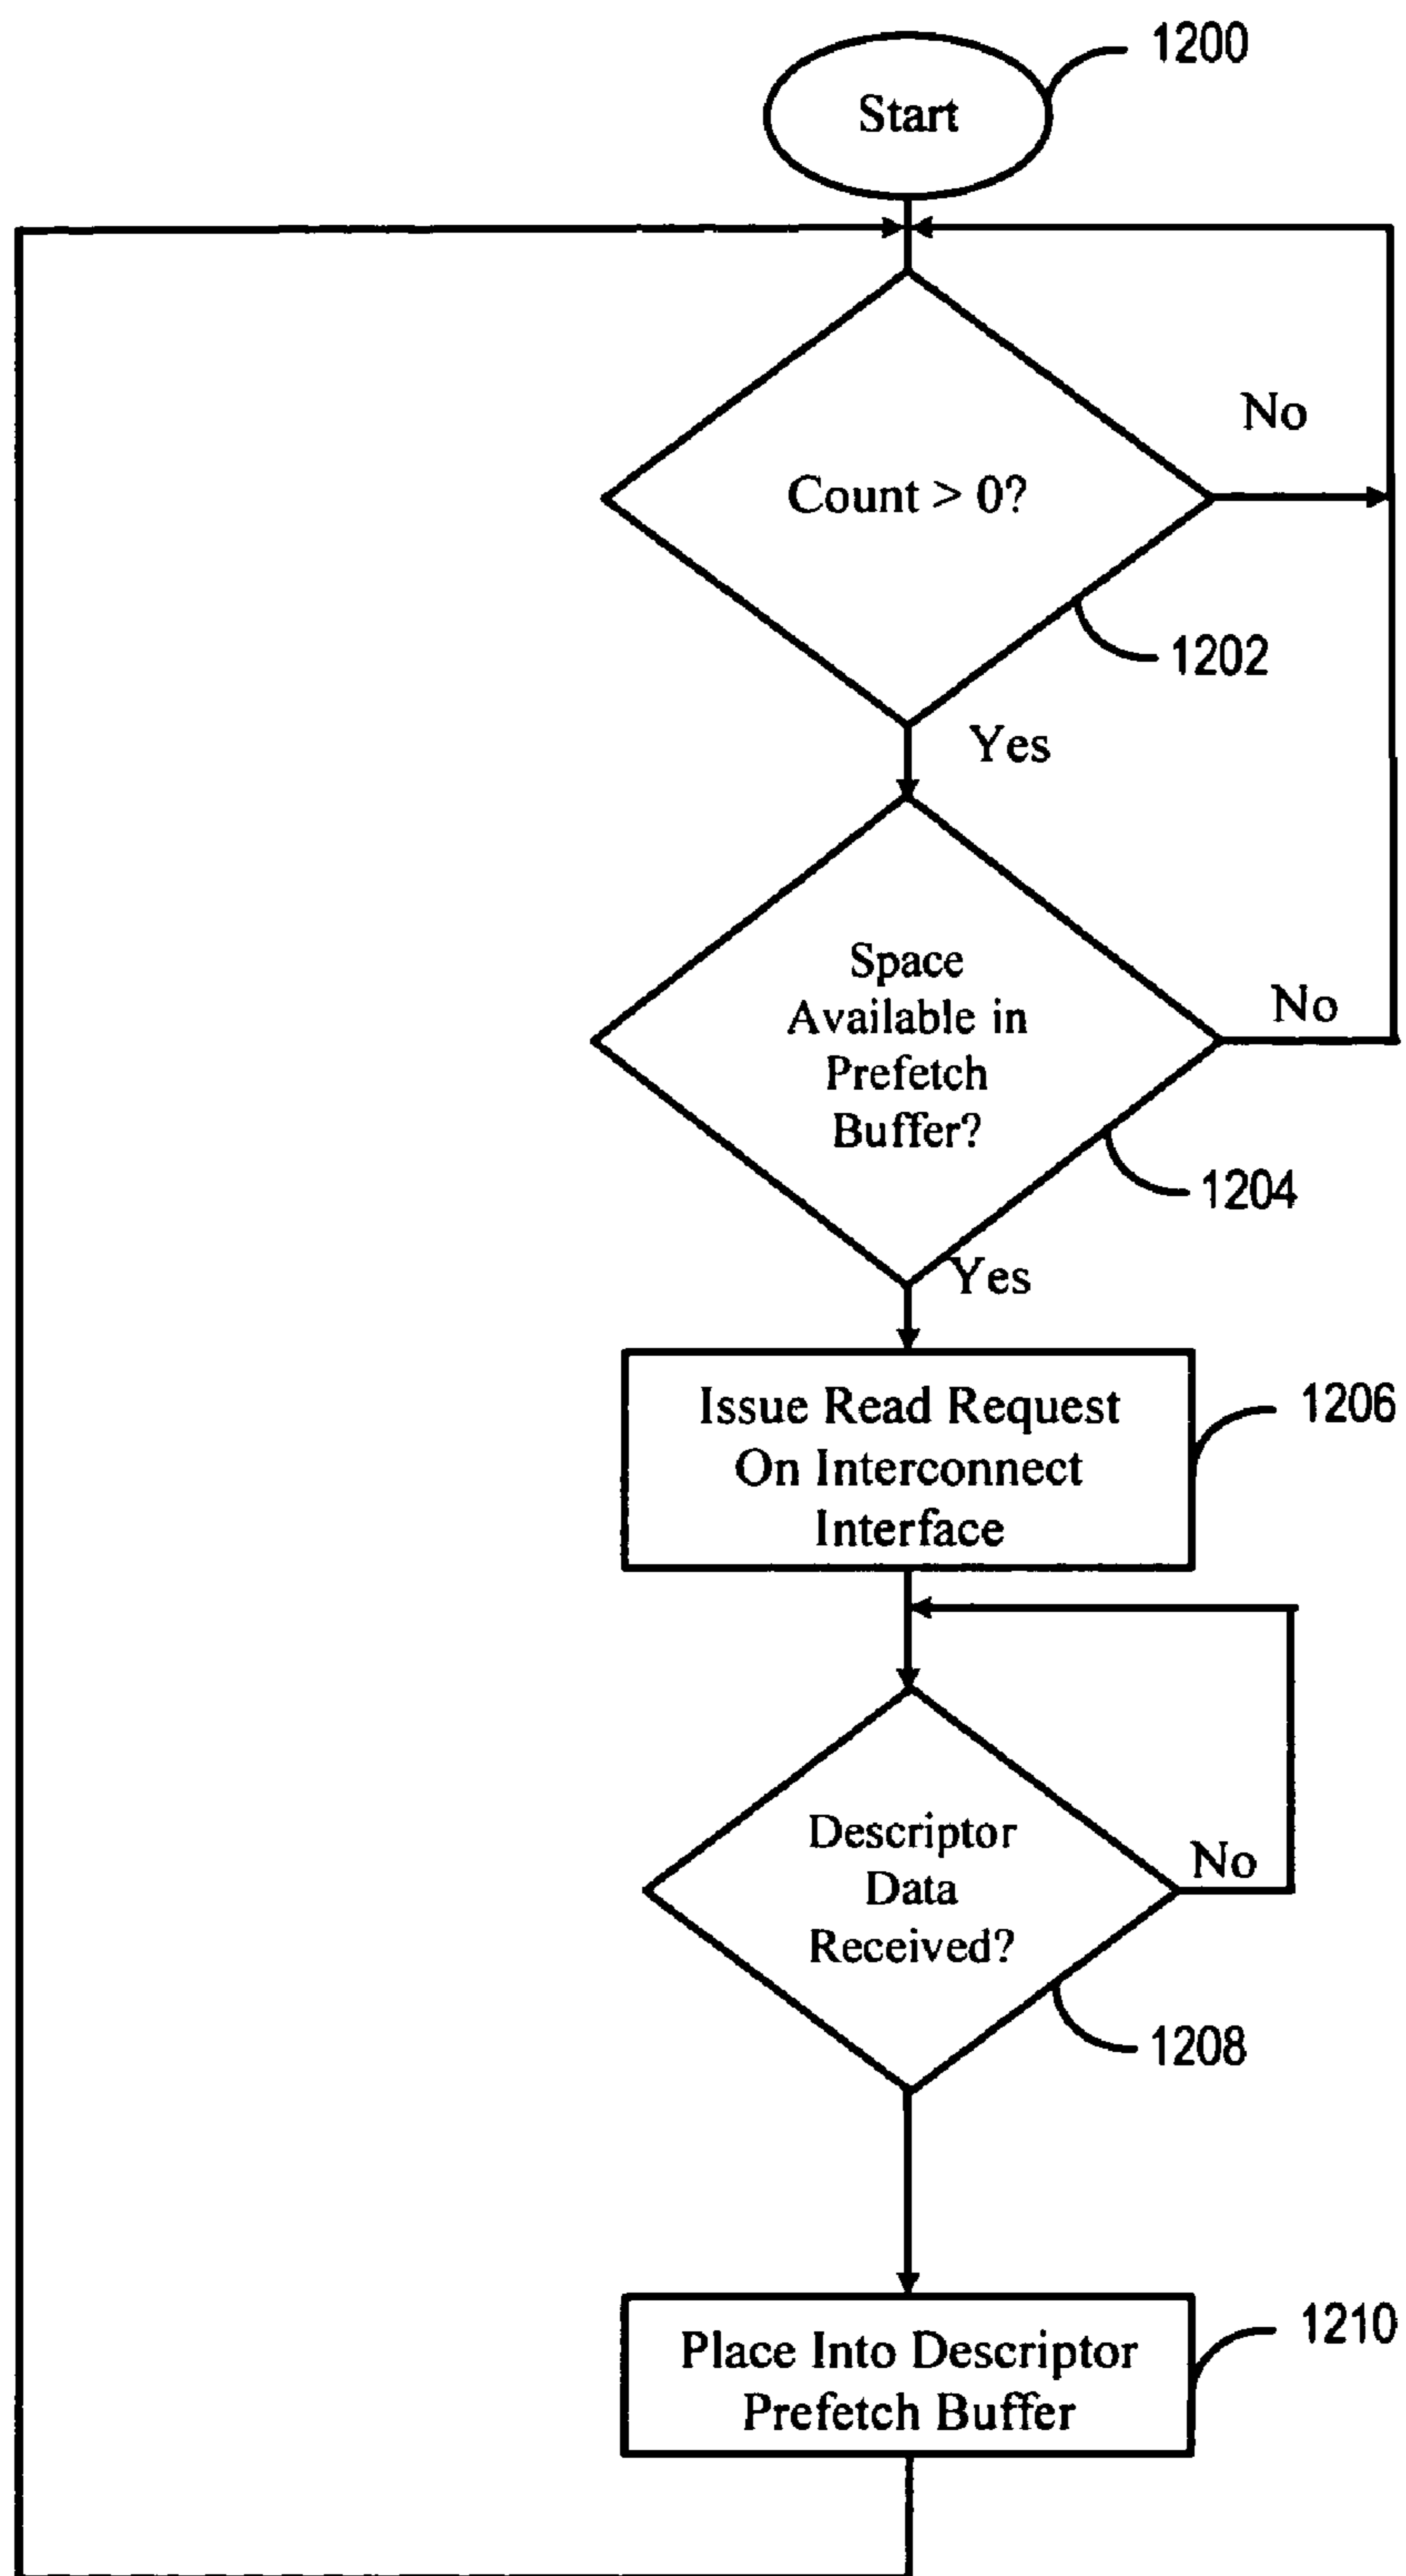 1200
Start
No
Count > 0?
1202
Yes
Space
Available in
No
Prefetch
Buffer?
1204
Yes
Issue Read Request
1206
On Interconnect
Interface
Descriptor
Data
No
Received?
1208
1210
Place Into Descriptor
Prefetch Buffer